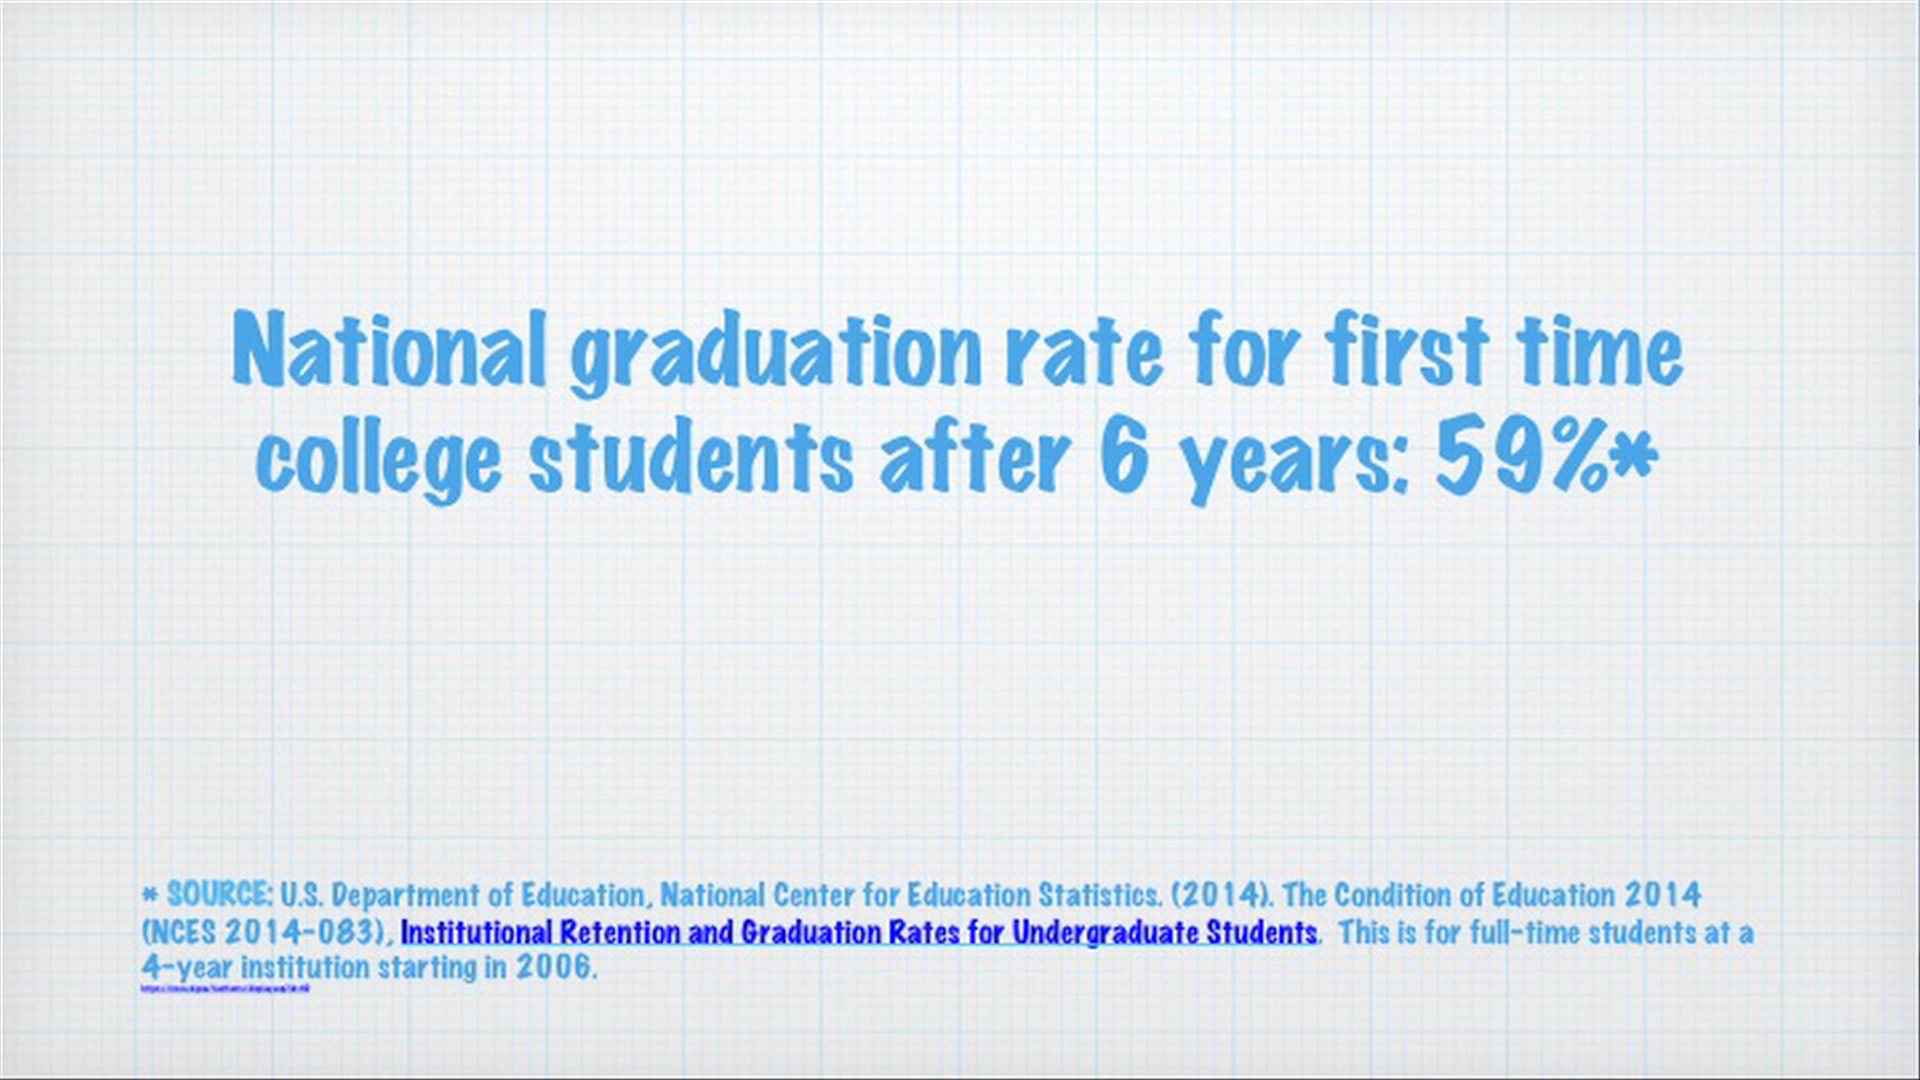 National graduation rate for first time
college students after 6 years: 59%*
* SOURCE: U.S. Department of Education, National Center for Education Statistics. (2014). The Condition of Education 2014
(NCES 2014-083), Institutional Retention and Graduation Rates for Undergraduate Students. This is for full-time students at a
4-year institution starting in 2006.